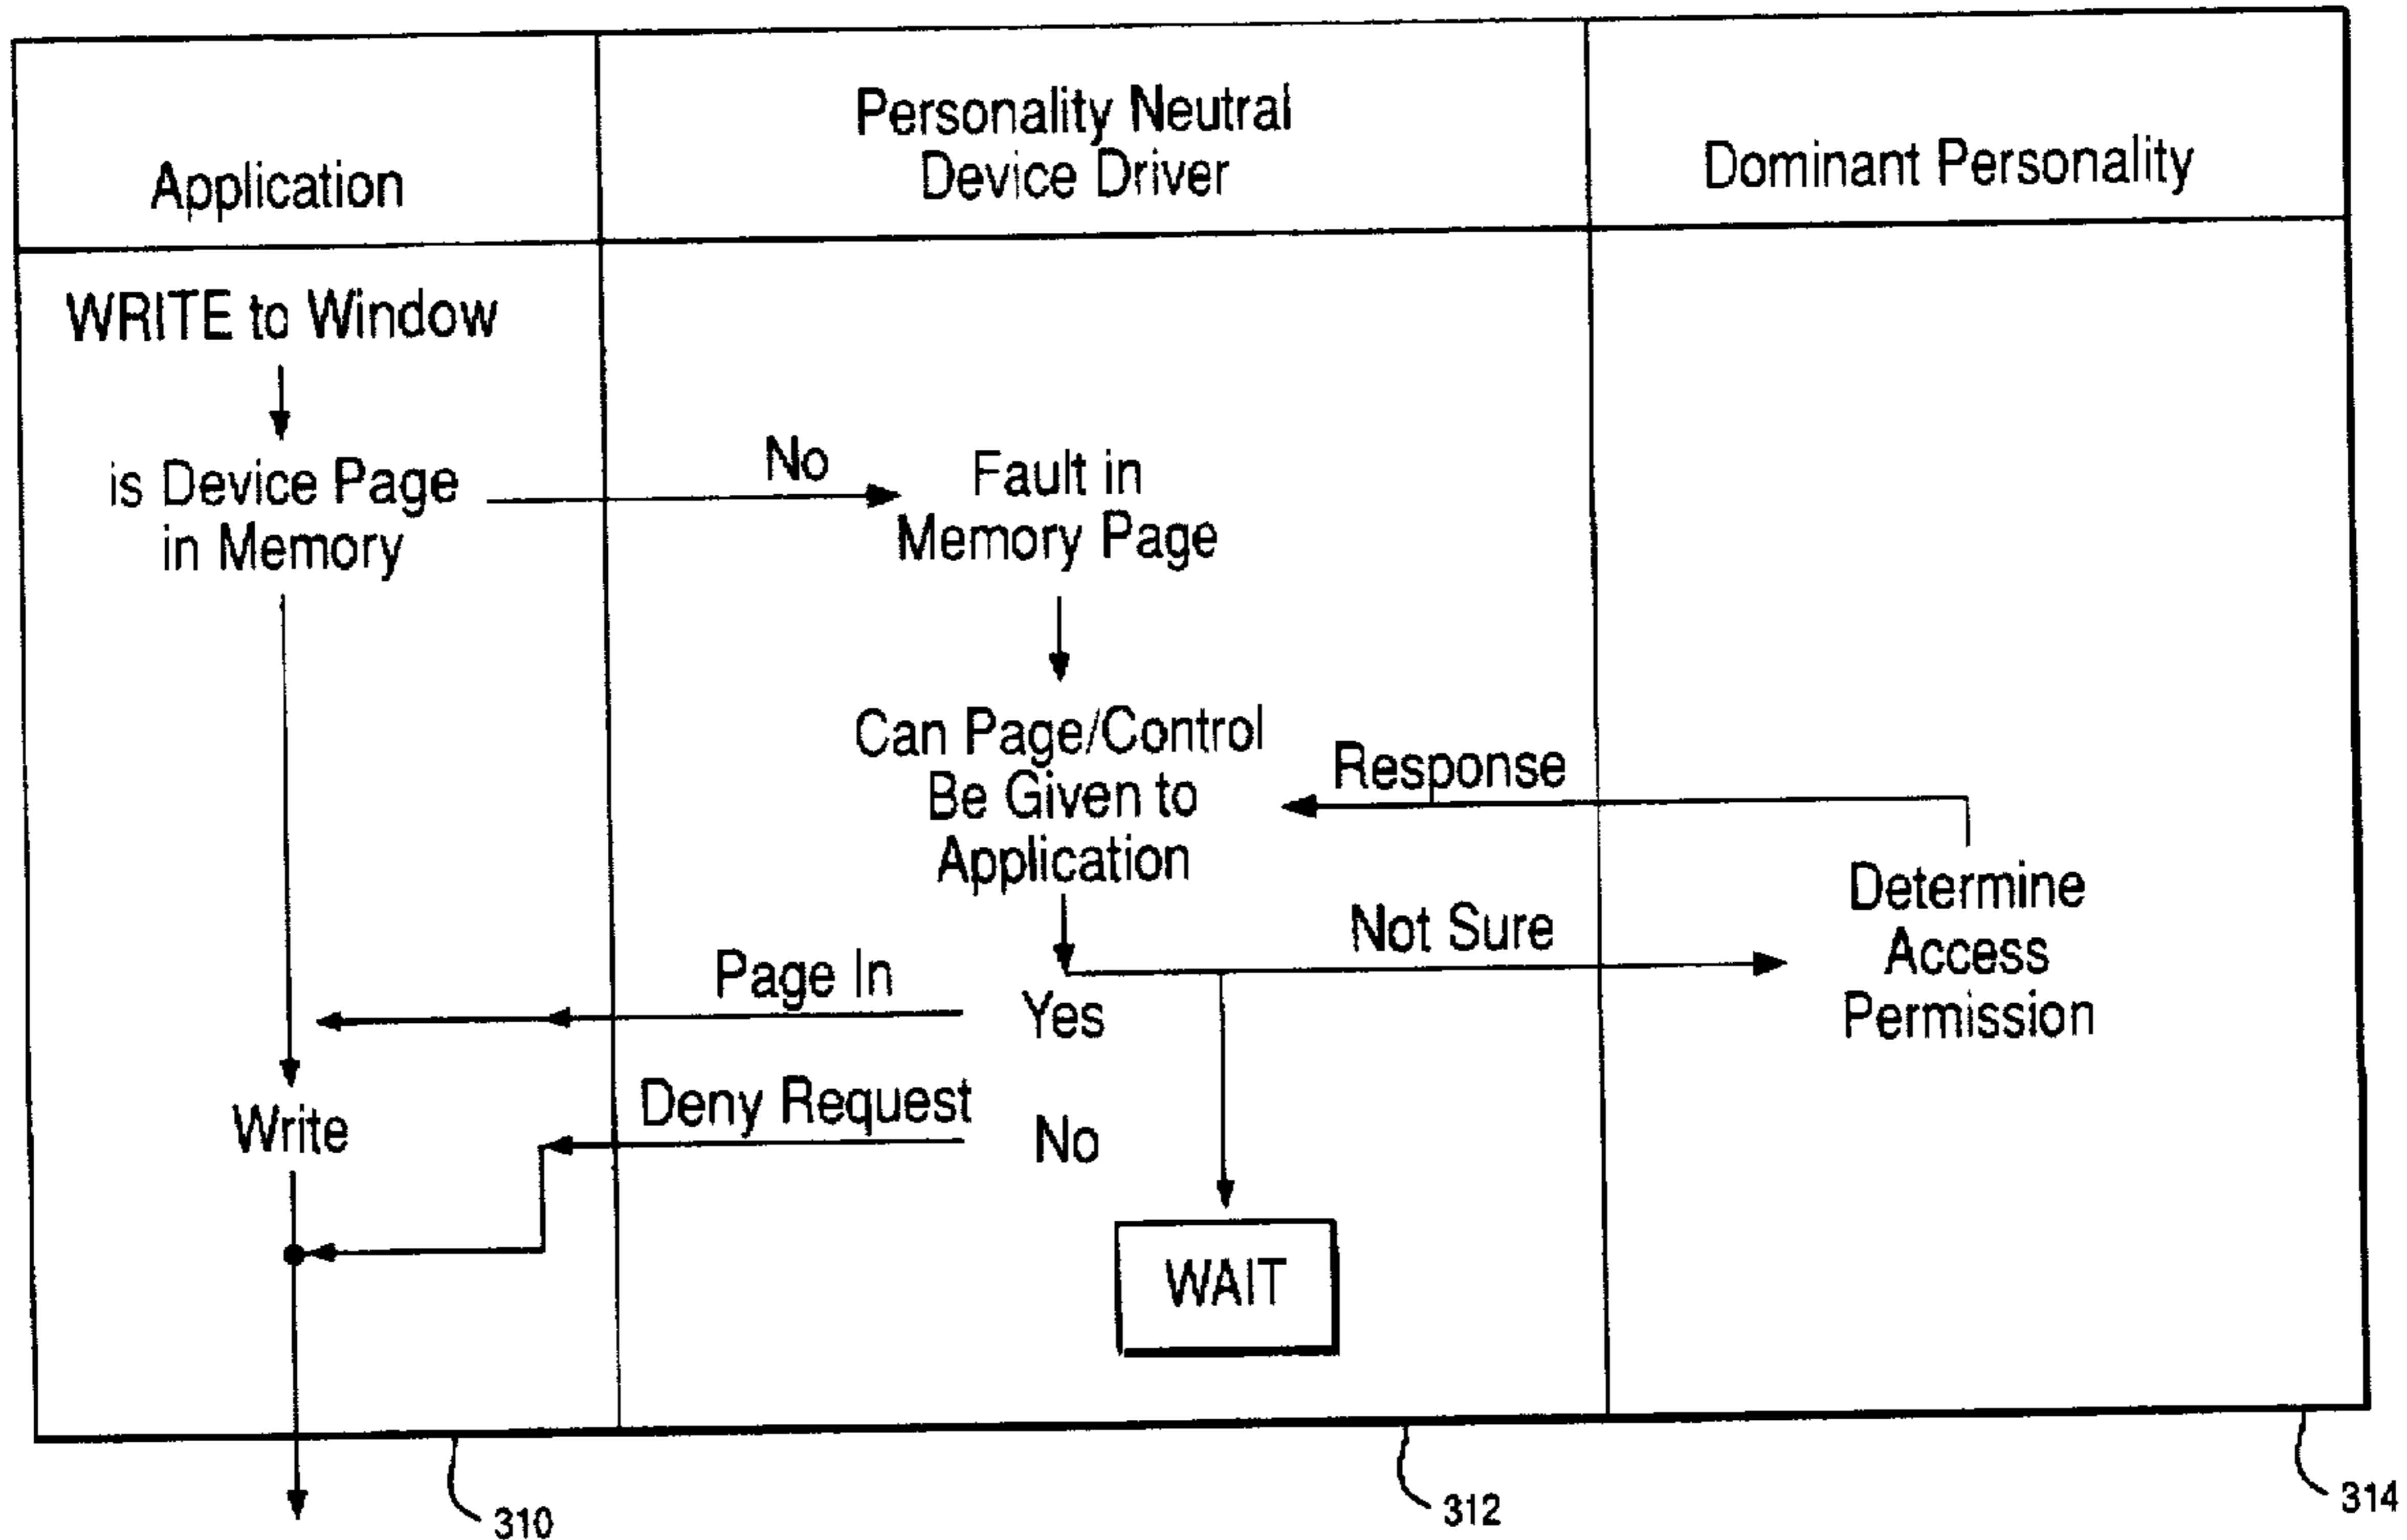 Application
Personality Neutral
Device Driver
Dominant Personality
WRITE to Window
is Device Page
in Memory
No
Fault in
Memory Page
Can Page/Control
Be Given to
Application
Response
Determine
Access
Permission
Not Sure
Page In
Yes
Write
Deny Request
No
WAIT
310
312
314